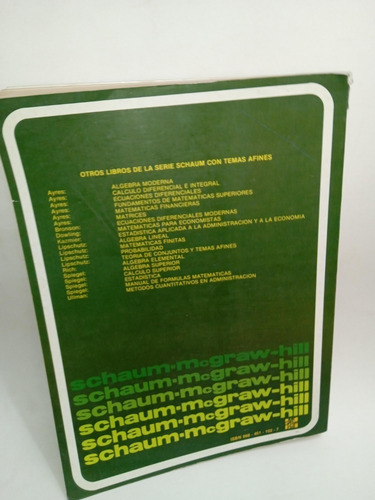 OTROS LIBROS DE LA SERIE SCHAUM CON TEMAS AFINES
Ayres: ALGEBRA MODERNA
Ayres: CALCULO DIFERENCIAL E INTEGRAL
Ayres: ECUACIONES DIFERENCIALES
Ayres: FUNDAMENTOS DE MATEMATICAS SUPERIORES
Ayres: MATEMATICAS FINANCIERAS
Ayres: MATRICES
Bronson: ECUACIONES DIFERENCIALES MODERNAS
Dowling: MATEMATICAS PARA ECONOMISTAS
Kazmier: ESTADISTICA APLICADA A LA ADMINISTRACION Y A LA ECONOMIA
Lipschutz: ALGEBRA LINEAL
Lipschutz: MATEMATICAS FINITAS
Lipschutz: PROBABILIDAD
Lipschutz: TEORIA DE CONJUNTOS Y TEMAS AFINES
Rich: ALGEBRA ELEMENTAL
Spiegel: ALGEBRA SUPERIOR
Spiegel: CALCULO SUPERIOR
Spiegel: ESTADISTICA
Spiegel: MANUAL DE FORMULAS MATEMATICAS
Ullman: METODOS CUANTITATIVOS EN ADMINISTRACION
schaum·mcgraw-hill
schaum·mcgraw-hill
schaum·mcgraw-hill
schaum·mcgraw-hill
schaum·mcgraw-hill
schaum·mcgraw-hill
ISBN